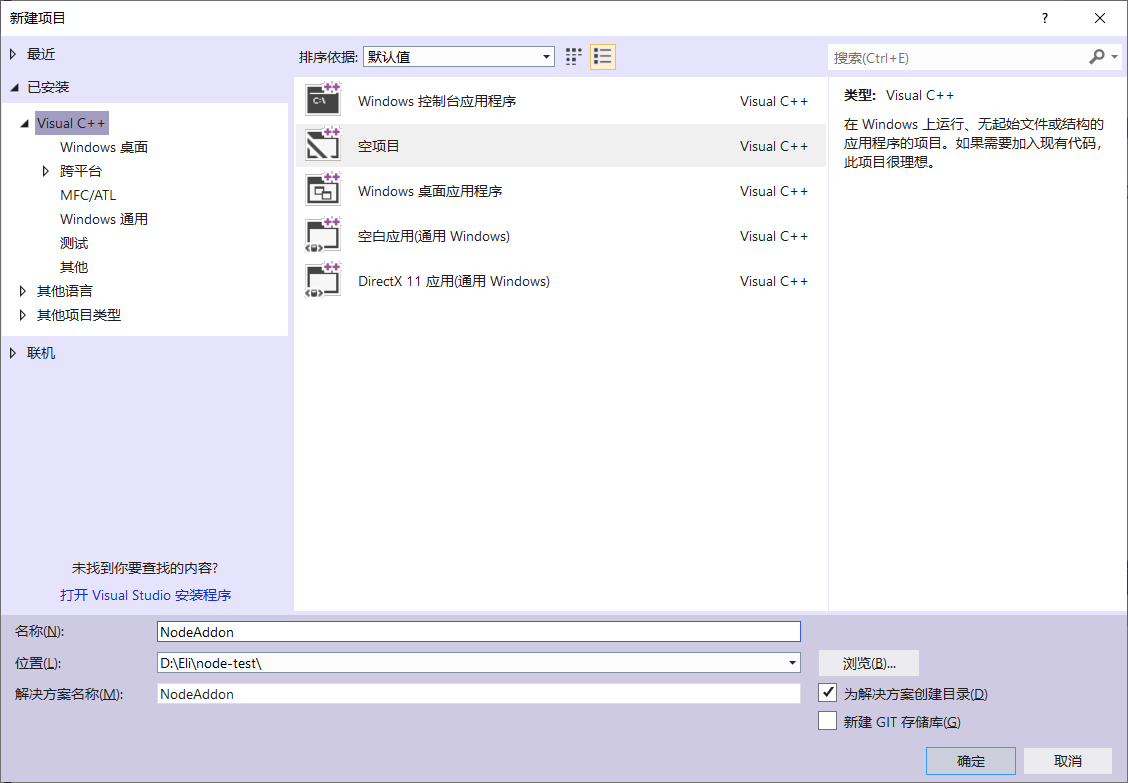 新建项目
?
最近
排序依据:
默认值
搜索(Ctrl+E)
已安装
Visual C++
Windows 桌面
跨平台
MFC/ATL
Windows 通用
测试
其他
其他语言
其他项目类型
联机
未找到你要查找的内容?
打开 Visual Studio 安装程序
C:\
Windows 控制台应用程序 Visual C++
空项目 Visual C++
Windows 桌面应用程序 Visual C++
空白应用(通用 Windows) Visual C++
DirectX 11 应用(通用 Windows) Visual C++
类型: Visual C++
在 Windows 上运行、无起始文件或结构的
应用程序的项目。如果需要加入现有代码，
此项目很理想。
名称(N): NodeAddon
位置(L): D:\Eli\node-test\ 浏览(B)...
解决方案名称(M): NodeAddon 为解决方案创建目录(D)
新建 GIT 存储库(G)
确定 取消